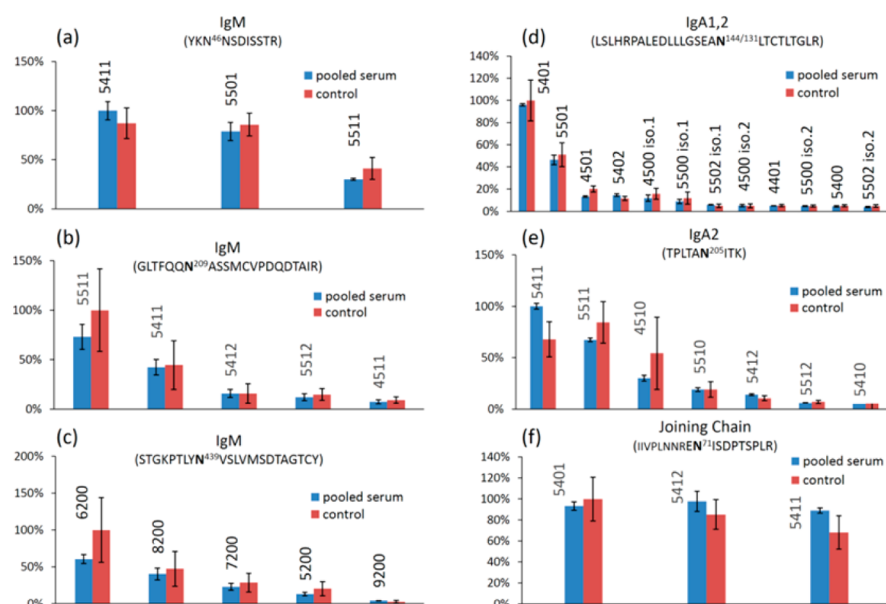 (a)
IgM
(YKN⁴⁶NSDISSTR)
150%
100%
50%
0%
5411
5501
5511
pooled serum
control
(b)
IgM
(GLTFQQN²⁰⁹ASSMCVPDQDTAIR)
150%
100%
50%
0%
5511
5411
5412
5512
4511
pooled serum
control
(c)
IgM
(STGKPTLYN⁴³⁹VSLVMSDTAGTCY)
200%
150%
100%
50%
0%
6200
8200
7200
5200
9200
pooled serum
control
(d)
IgA1,2
(LSLHRPALEDLLLGSEAN¹⁴⁴/¹³¹LTCTLTGLR)
140%
120%
100%
80%
60%
40%
20%
0%
5401
5501
4501
5402
4500 iso.1
5500 iso.1
5502 iso.1
4500 iso.2
4401
5500 iso.2
5400
5502 iso.2
pooled serum
control
(e)
IgA2
(TPLTAN²⁰⁵ITK)
150%
100%
50%
0%
5411
5511
4510
5510
5412
5512
5410
pooled serum
control
(f)
Joining Chain
(IIVPLNNREN⁷¹ISDPTSPLR)
140%
120%
100%
80%
60%
40%
20%
0%
5401
5412
5411
pooled serum
control